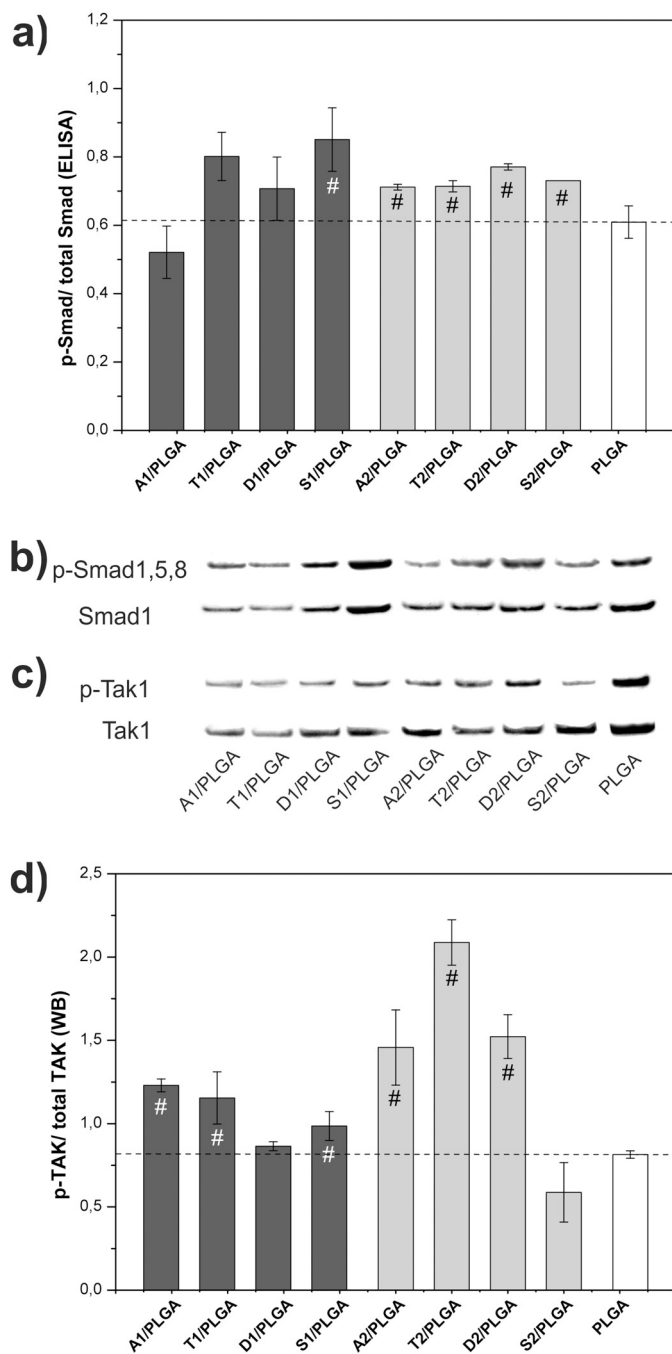 a)
p-Smad/ total Smad (ELISA)
1,2
1,0
0,8
0,6
0,4
0,2
0,0
# # # # #
A1/PLGA T1/PLGA D1/PLGA S1/PLGA A2/PLGA T2/PLGA D2/PLGA S2/PLGA PLGA
b)
p-Smad1,5,8
Smad1
c)
p-Tak1
Tak1
A1/PLGA T1/PLGA D1/PLGA S1/PLGA A2/PLGA T2/PLGA D2/PLGA S2/PLGA PLGA
d)
p-TAK/ total TAK (WB)
2,5
2,0
1,5
1,0
0,5
0,0
# # # # # #
A1/PLGA T1/PLGA D1/PLGA S1/PLGA A2/PLGA T2/PLGA D2/PLGA S2/PLGA PLGA